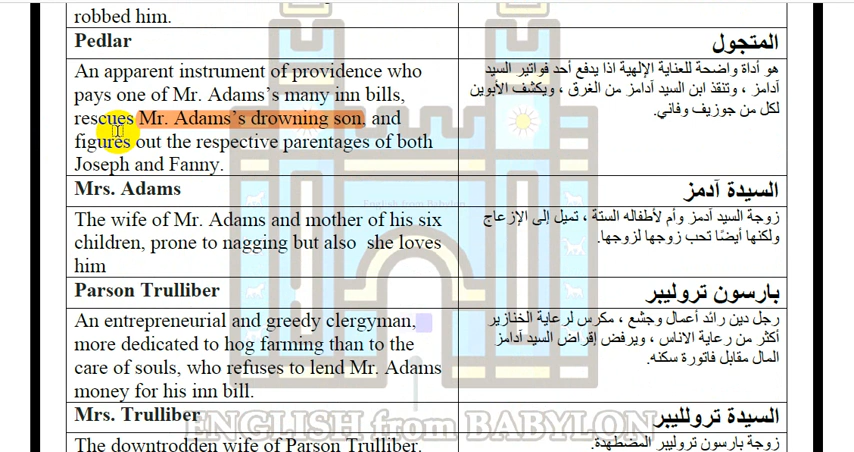 robbed him.
Pedlar
المتجول
An apparent instrument of providence who
pays one of Mr. Adams's many inn bills,
rescues Mr. Adams's drowning son, and
figures out the respective parentages of both
Joseph and Fanny.
هو أداة واضحة للعناية الإلهية اذا يدفع أحد فواتير السيد
آدامز ، وتنقذ ابن السيد آدامز من الغرق ، ويكشف الأبوين
لكل من جوزيف وفاني.
Mrs. Adams
السيدة آدمز
The wife of Mr. Adams and mother of his six
children, prone to nagging but also she loves
him
زوجة السيد آدمز وأم لأطفاله الستة ، تميل إلى الإزعاج
ولكنها أيضًا تحب زوجها لزوجها.
Parson Trulliber
بارسون تروليبر
An entrepreneurial and greedy clergyman,
more dedicated to hog farming than to the
care of souls, who refuses to lend Mr. Adams
money for his inn bill.
رجل دين رائد أعمال وجشع ، مكرس لرعاية الخنازير
أكثر من رعاية الاناس ، ويرفض إقراض السيد آدامز
المال مقابل فاتورة سكنه.
Mrs. Trulliber
السيدة ترولليبر
The downtrodden wife of Parson Trulliber.
زوجة بارسون تروليبر المضطهدة.
English from Babylon
ENGLISH from BABYLON